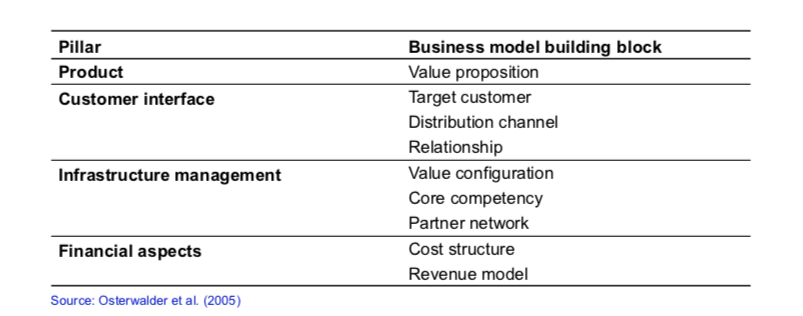 Pillar Business model building block
Product Value proposition
Customer interface Target customer
Distribution channel
Relationship
Infrastructure management Value configuration
Core competency
Partner network
Financial aspects Cost structure
Revenue model
Source: Osterwalder et al. (2005)